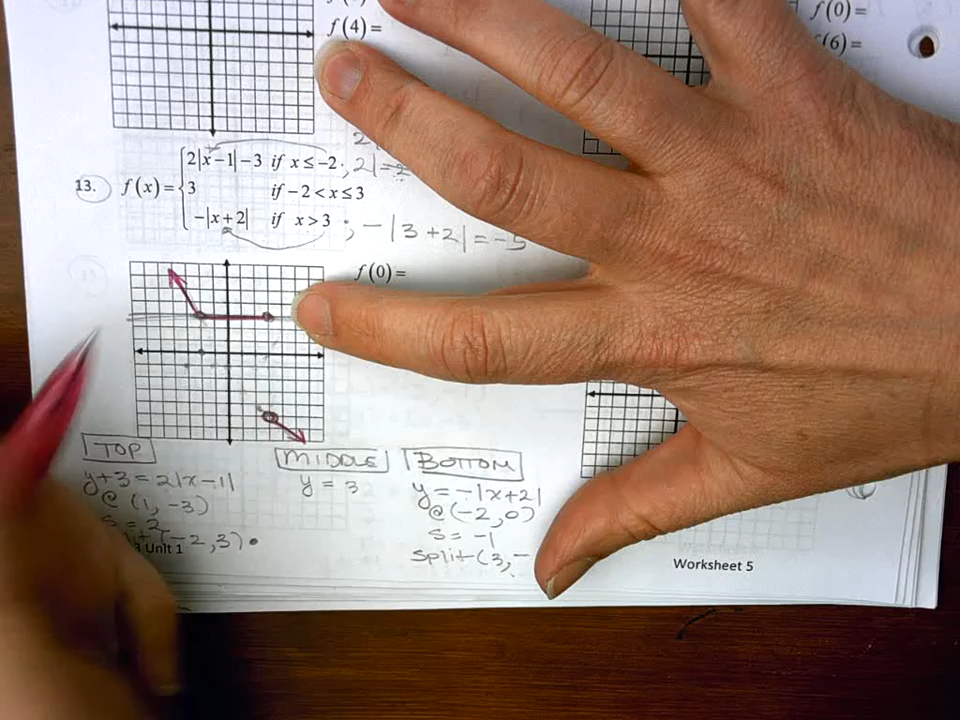 f(4)=
f(0)=
(6)=
13. f(x)= { 2|x−1|−3 if x≤−2 ; 2|=2
3 if −2<x≤3
−|x+2| if x>3 ; −|3+2|=−5
f(0)=
TOP
y+3=2|x−1|
@ (1,−3)
s=2
(−2,3)•
MIDDLE
y=3
BOTTOM
y=−|x+2|
@(−2,0)
s=−1
split(3,−
Unit 1
Worksheet 5